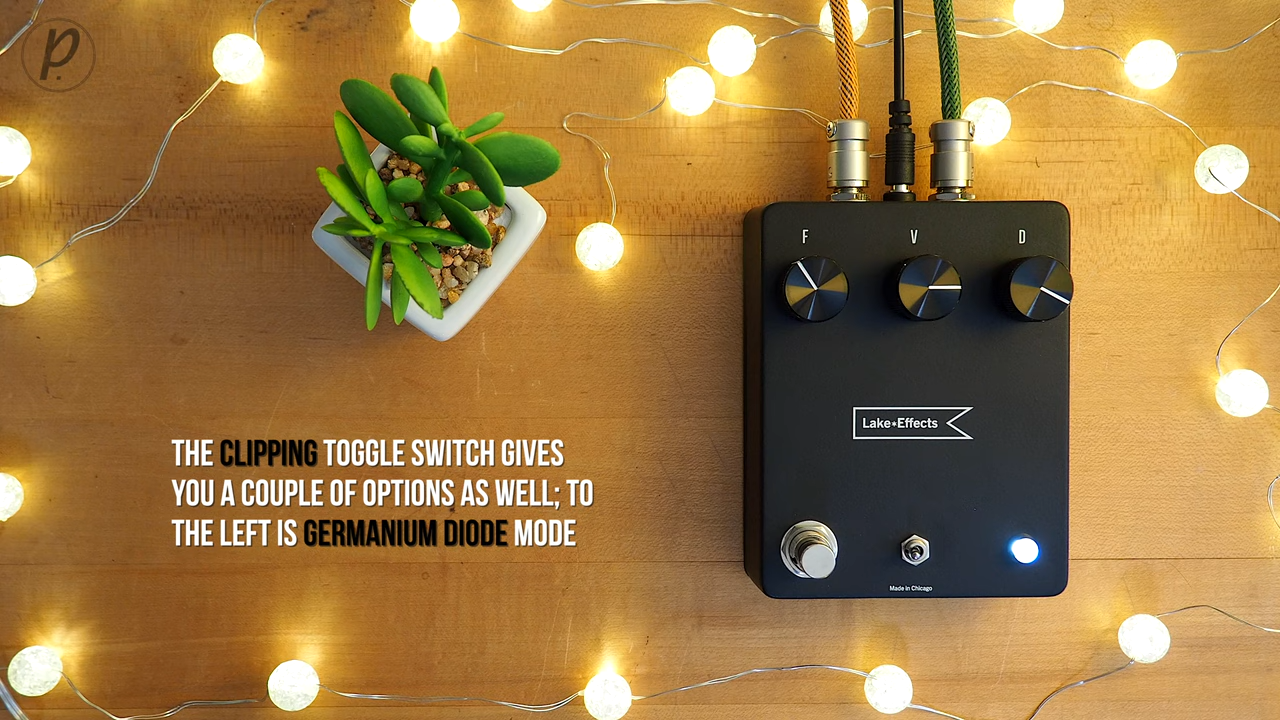 p.
F V D
Lake*Effects
THE CLIPPING TOGGLE SWITCH GIVES
YOU A COUPLE OF OPTIONS AS WELL; TO
THE LEFT IS GERMANIUM DIODE MODE
Made in Chicago